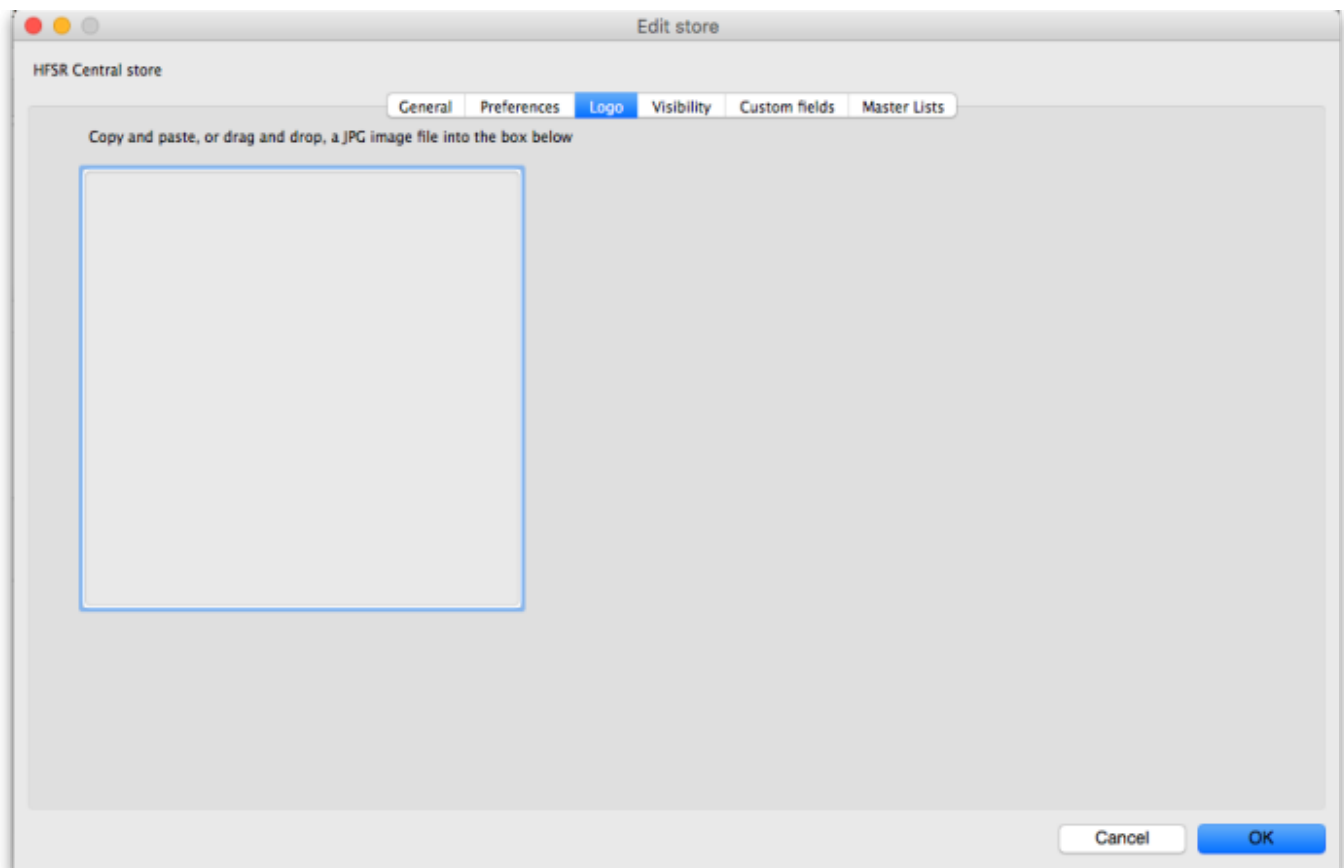 Edit store
HFSR Central store
General Preferences Logo Visibility Custom fields Master Lists
Copy and paste, or drag and drop, a JPG image file into the box below
Cancel OK